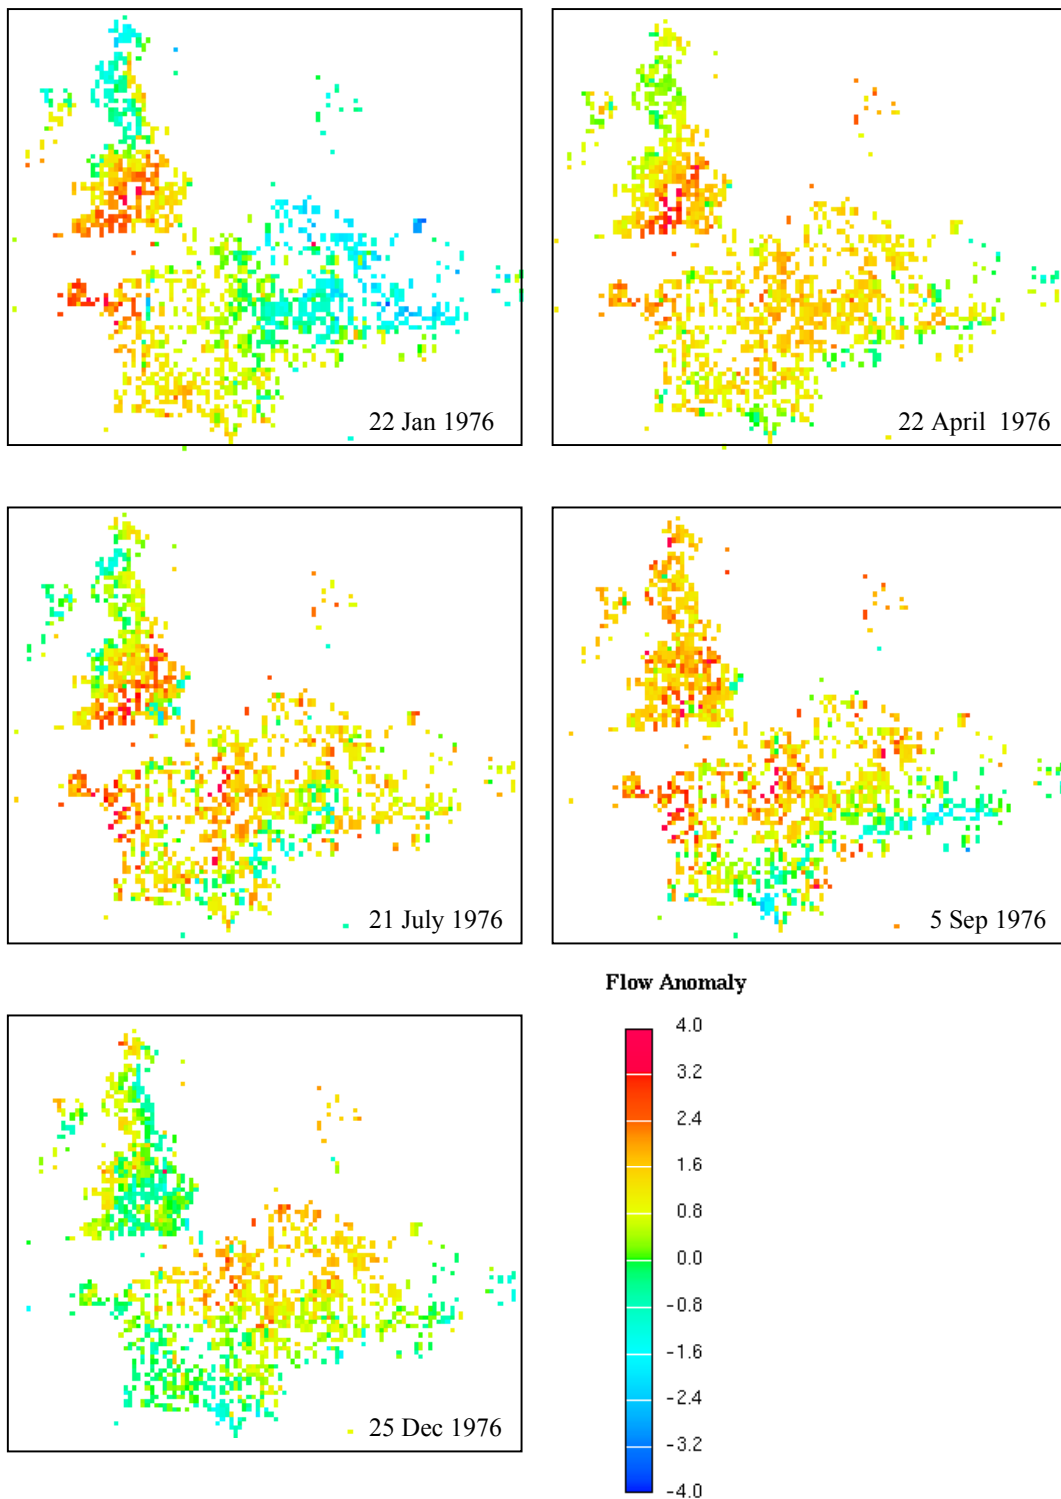 22 Jan 1976
22 April  1976
21 July 1976
5 Sep 1976
25 Dec 1976
Flow Anomaly
4.0
3.2
2.4
1.6
0.8
0.0
-0.8
-1.6
-2.4
-3.2
-4.0